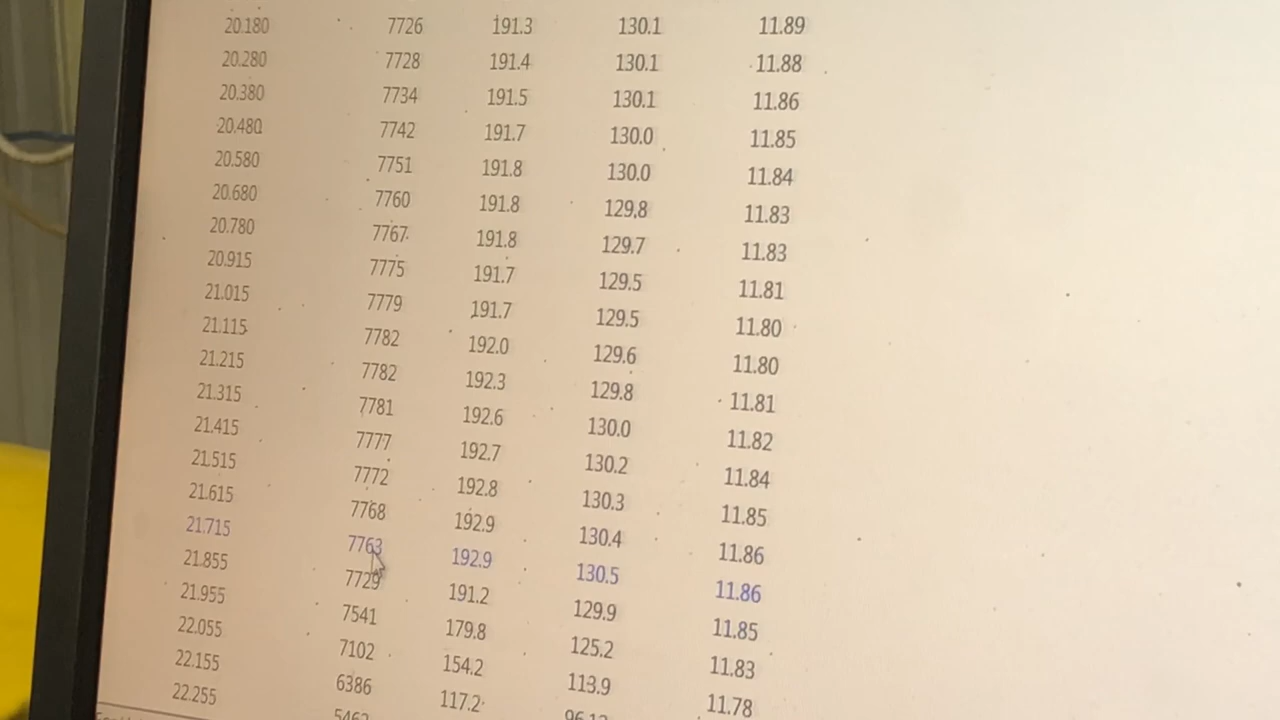 20.180 7726 191.3 130.1 11.89
20.280 7728 191.4 130.1 11.88
20.380 7734 191.5 130.1 11.86
20.480 7742 191.7 130.0 11.85
20.580 7751 191.8 130.0 11.84
20.680 7760 191.8 129.8 11.83
20.780 7767 191.8 129.7 11.83
20.915 7775 191.7 129.5 11.81
21.015 7779 191.7 129.5 11.80
21.115 7782 192.0 129.6 11.80
21.215 7782 192.3 129.8 11.81
21.315 7781 192.6 130.0 11.82
21.415 7777 192.7 130.2 11.84
21.515 7772 192.8 130.3 11.85
21.615 7768 192.9 130.4 11.86
21.715 7763 192.9 130.5 11.86
21.855 7729 191.2 129.9 11.85
21.955 7541 179.8 125.2 11.83
22.055 7102 154.2 113.9 11.78
22.155 6386 117.2
22.255